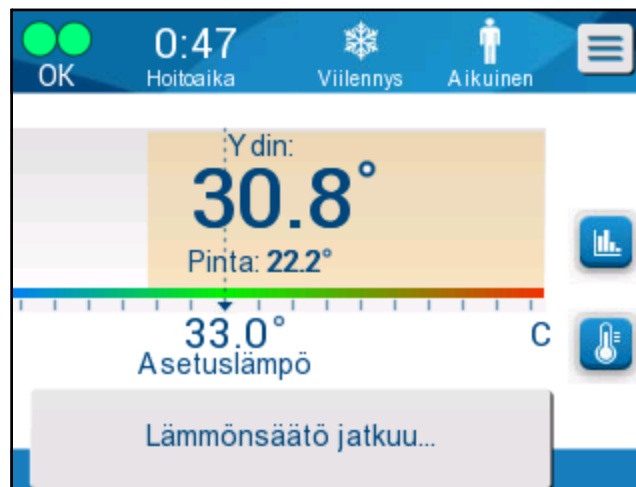 OK
0:47
Hoitoaika
Viilennys
Aikuinen
Ydin:
30.8°
Pinta: 22.2°
33.0°
C
Asetuslämpö
Lämmönsäätö jatkuu...